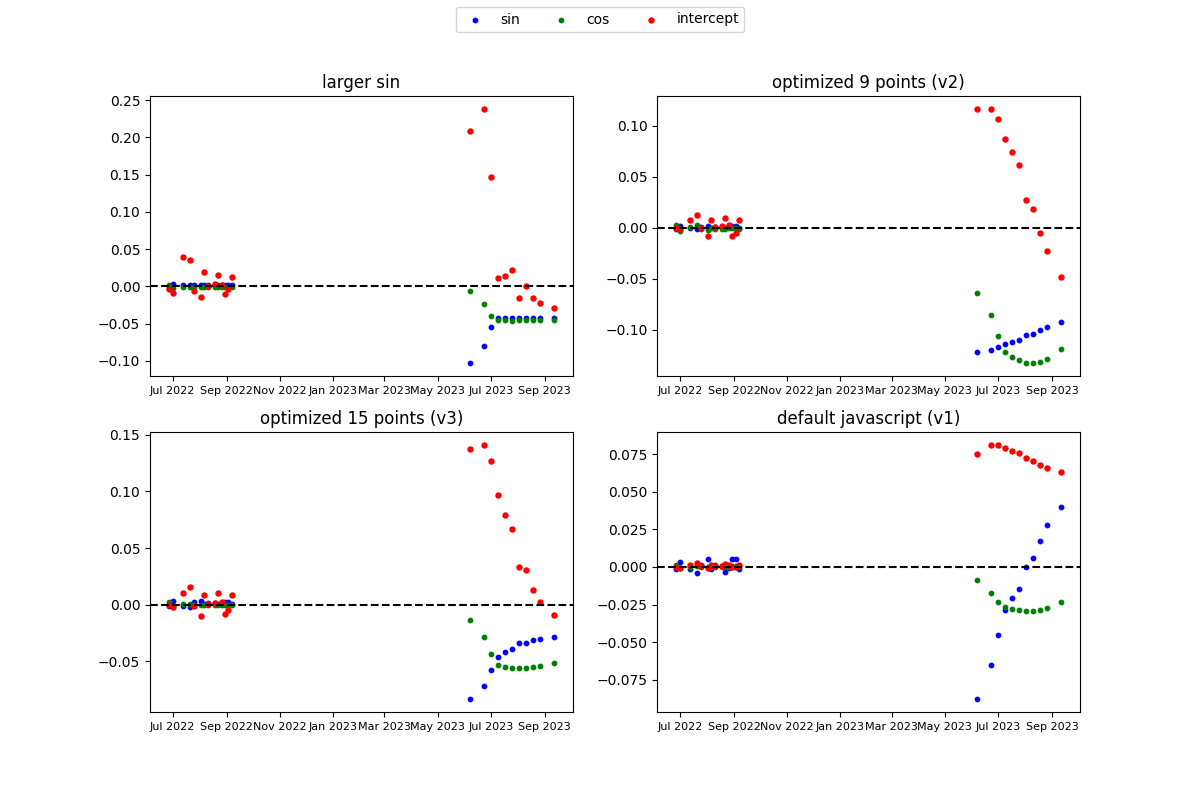 sin cos intercept
larger sin
0.25
0.20
0.15
0.10
0.05
0.00
−0.05
−0.10
Jul 2022 Sep 2022 Nov 2022 Jan 2023 Mar 2023 May 2023 Jul 2023 Sep 2023
optimized 9 points (v2)
0.10
0.05
0.00
−0.05
−0.10
Jul 2022 Sep 2022 Nov 2022 Jan 2023 Mar 2023 May 2023 Jul 2023 Sep 2023
optimized 15 points (v3)
0.15
0.10
0.05
0.00
−0.05
Jul 2022 Sep 2022 Nov 2022 Jan 2023 Mar 2023 May 2023 Jul 2023 Sep 2023
default javascript (v1)
0.075
0.050
0.025
0.000
−0.025
−0.050
−0.075
Jul 2022 Sep 2022 Nov 2022 Jan 2023 Mar 2023 May 2023 Jul 2023 Sep 2023